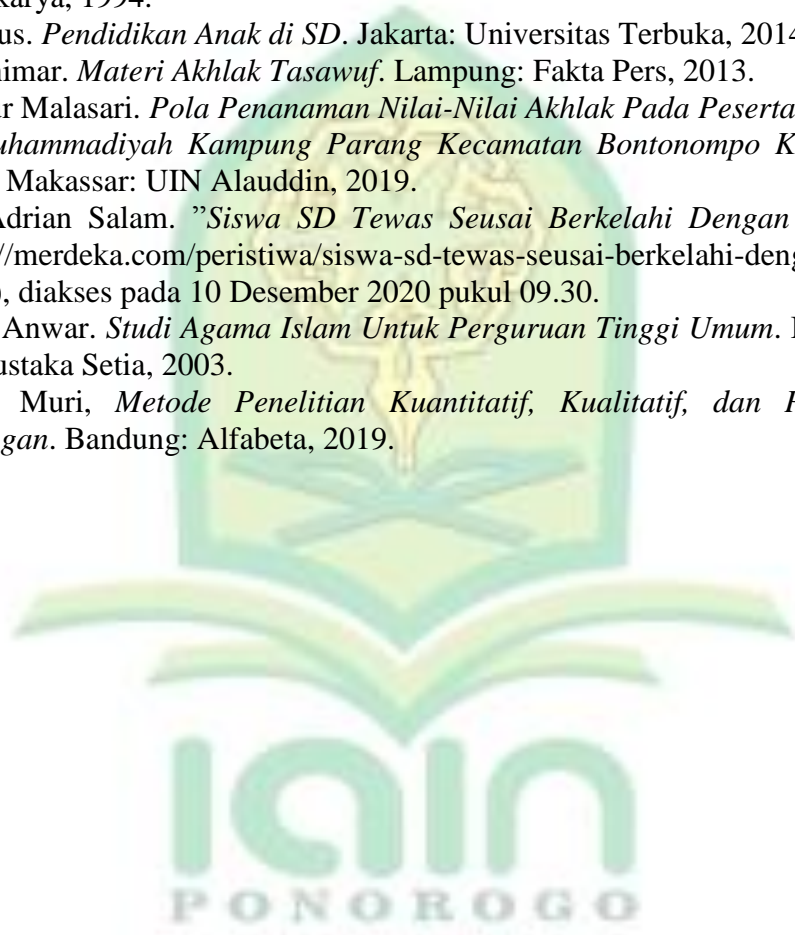 karya, 1994.
us. Pendidikan Anak di SD. Jakarta: Universitas Terbuka, 2014
imar. Materi Akhlak Tasawuf. Lampung: Fakta Pers, 2013.
ur Malasari. Pola Penanaman Nilai-Nilai Akhlak Pada Peserta
uhammadiyah Kampung Parang Kecamatan Bontonompo K
Makassar: UIN Alauddin, 2019.
Adrian Salam. ”Siswa SD Tewas Seusai Berkelahi Dengan
//merdeka.com/peristiwa/siswa-sd-tewas-seusai-berkelahi-deng
), diakses pada 10 Desember 2020 pukul 09.30.
Anwar. Studi Agama Islam Untuk Perguruan Tinggi Umum.
ustaka Setia, 2003.
Muri, Metode Penelitian Kuantitatif, Kualitatif, dan
gan. Bandung: Alfabeta, 2019.
iain
PONOROGO